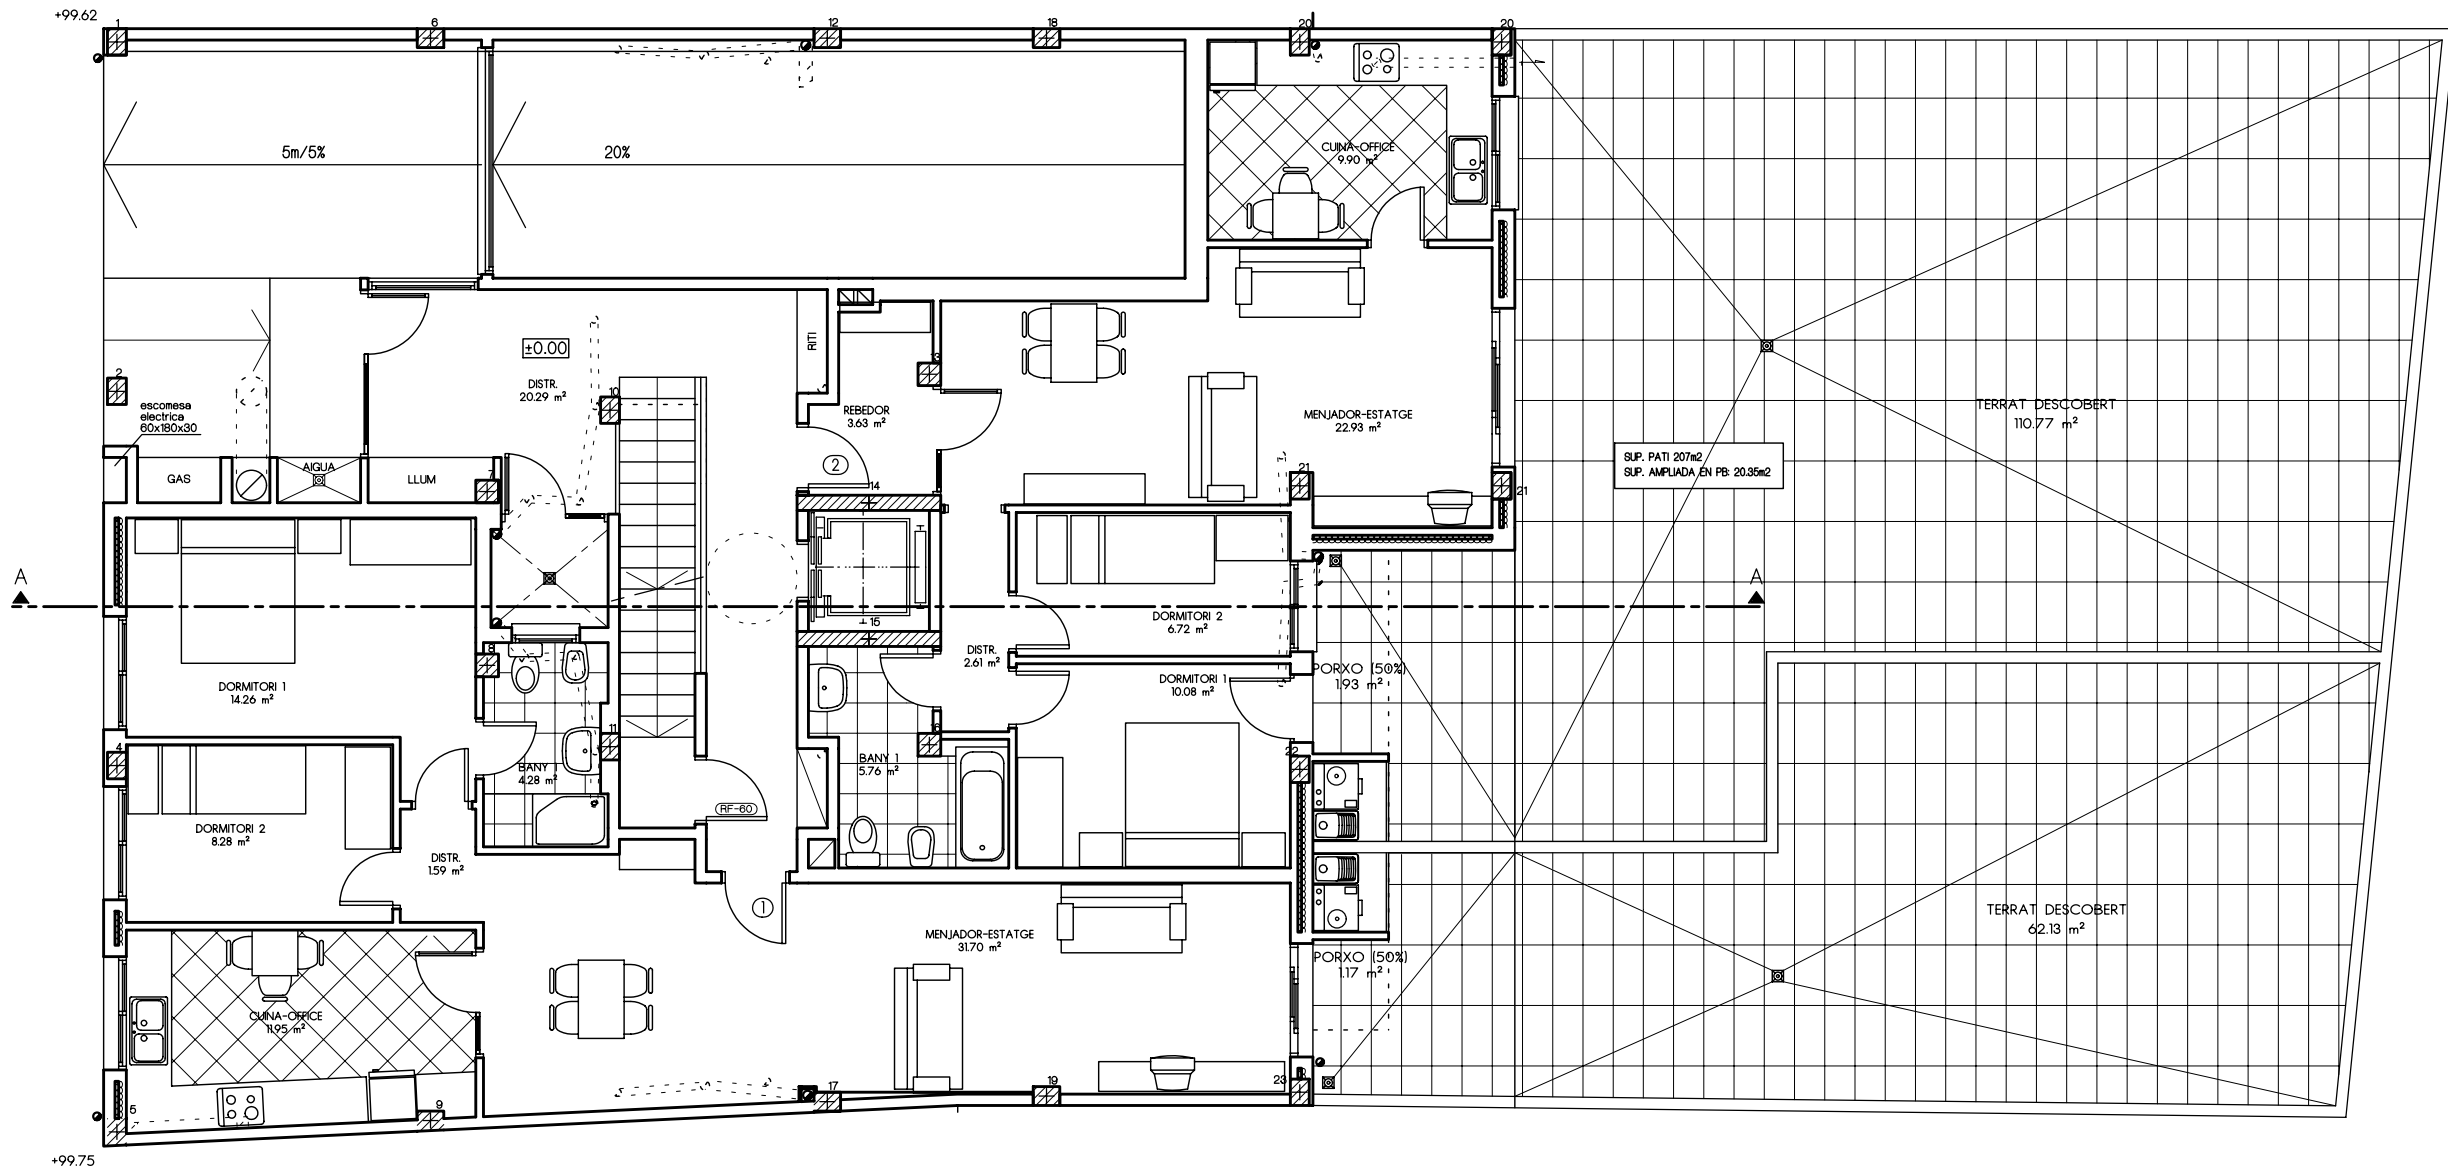 +99.62
1
6
12
18
20
20
5m/5%
20%
CUINA-OFFICE
9.90 m²
±0.00
RITI
2
DISTR.
20.29 m²
10
13
escomesa
electrica
60x180x30
REBEDOR
3.63 m²
MENJADOR-ESTATGE
22.93 m²
TERRAT DESCOBERT
110.77 m²
SUP. PATI 207m2
SUP. AMPLIADA EN PB: 20.35m2
2
GAS
AIGUA
LLUM
7
14
21
21
A
A
15
DORMITORI 2
6.72 m²
8
DISTR.
2.61 m²
PORXO (50%)
1.93 m²
DORMITORI 1
14.26 m²
DORMITORI 1
10.08 m²
11
16
4
BANY 1
4.28 m²
BANY 1
5.76 m²
22
RF-60
DORMITORI 2
8.28 m²
DISTR.
1.59 m²
1
MENJADOR-ESTATGE
31.70 m²
TERRAT DESCOBERT
62.13 m²
PORXO (50%)
1.17 m²
CUINA-OFFICE
11.95 m²
5
9
17
19
23
+99.75